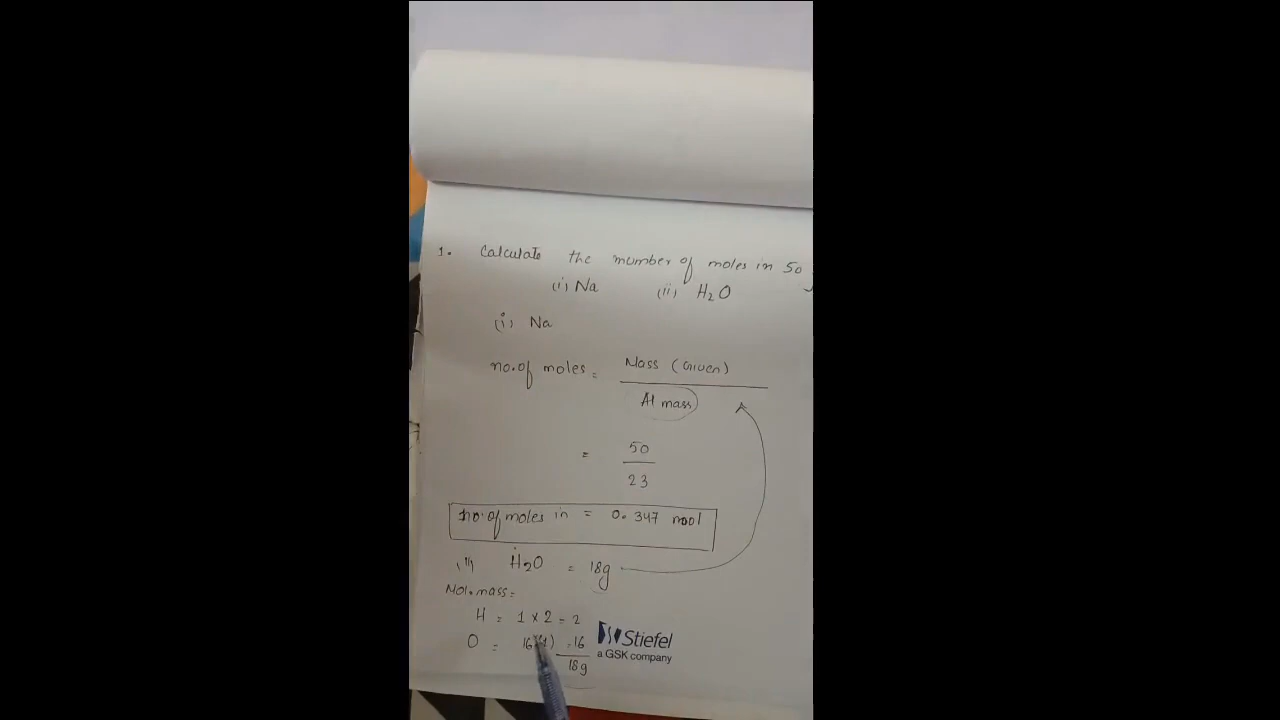 1. Calculate the number of moles in 50
(i) Na (ii) H₂O
(i) Na
no.of moles = Mass (Given)
At mass
= 50
23
no.of moles in = 0.347 mol
(ii) H₂O = 18g
Mol.mass =
H = 1 × 2 = 2
O = 16 = 16
18g
Stiefel
a GSK company